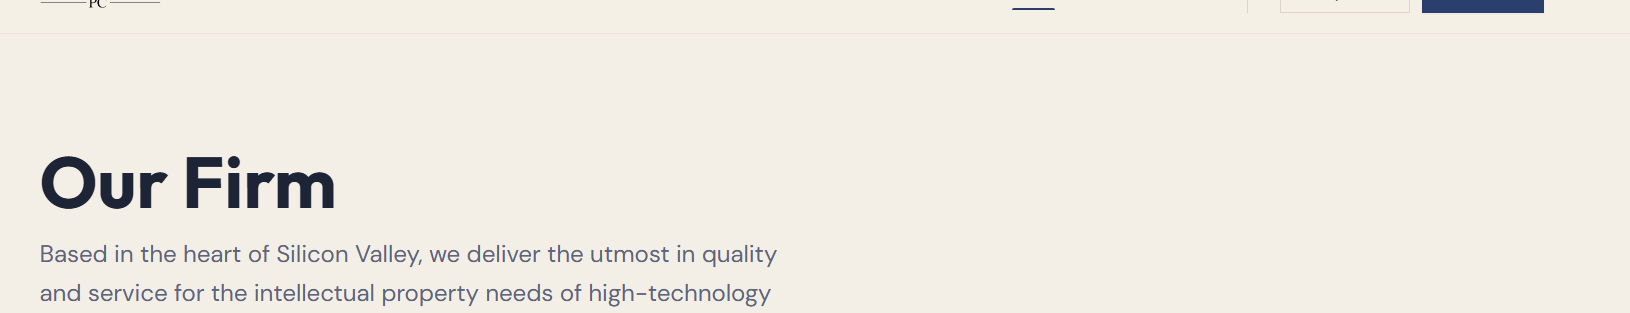 PC
Our Firm
Based in the heart of Silicon Valley, we deliver the utmost in quality
and service for the intellectual property needs of high-technology